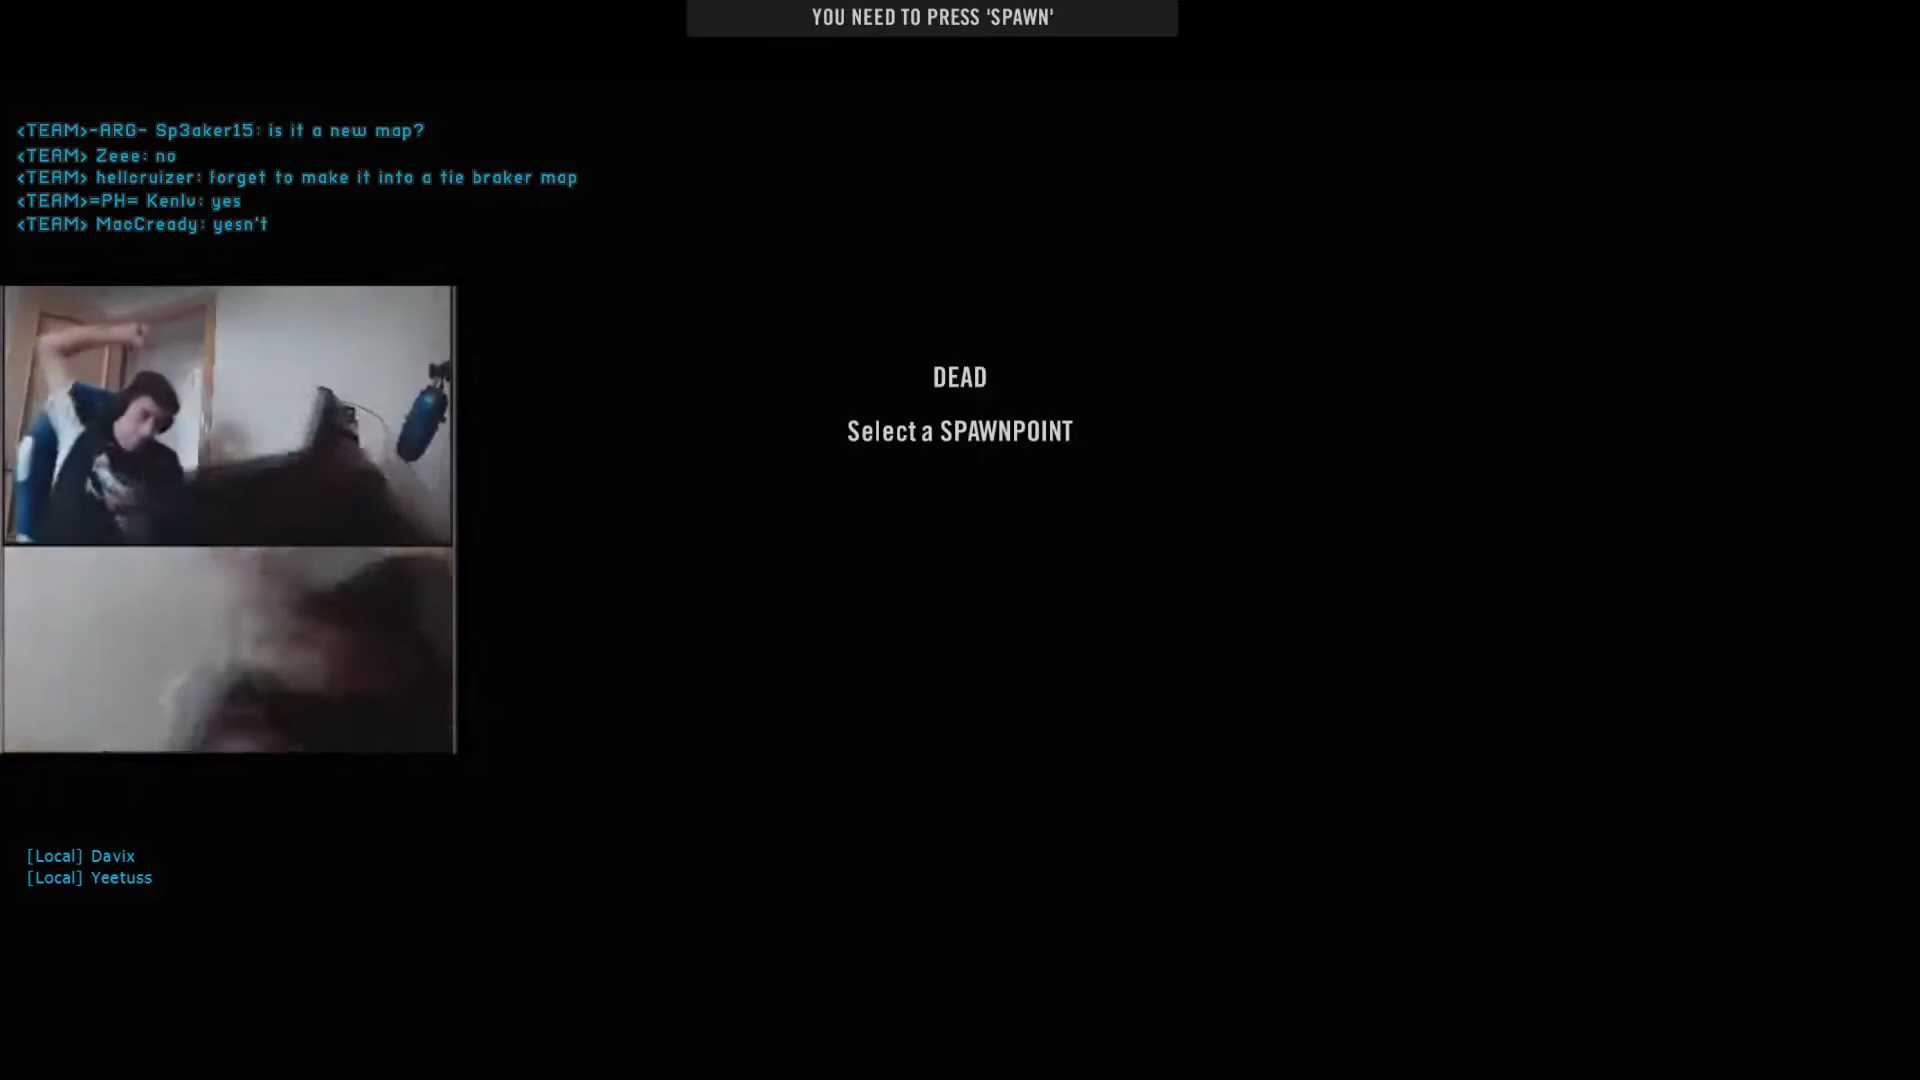 YOU NEED TO PRESS 'SPAWN'
<TEAM>-ARG- Sp3aker15: is it a new map?
<TEAM> Zeee: no
<TEAM> hellcruizer: forget to make it into a tie braker map
<TEAM>=PH= Kenlv: yes
<TEAM> MacCready: yesn't
DEAD
Select a SPAWNPOINT
[Local] Davix
[Local] Yeetuss